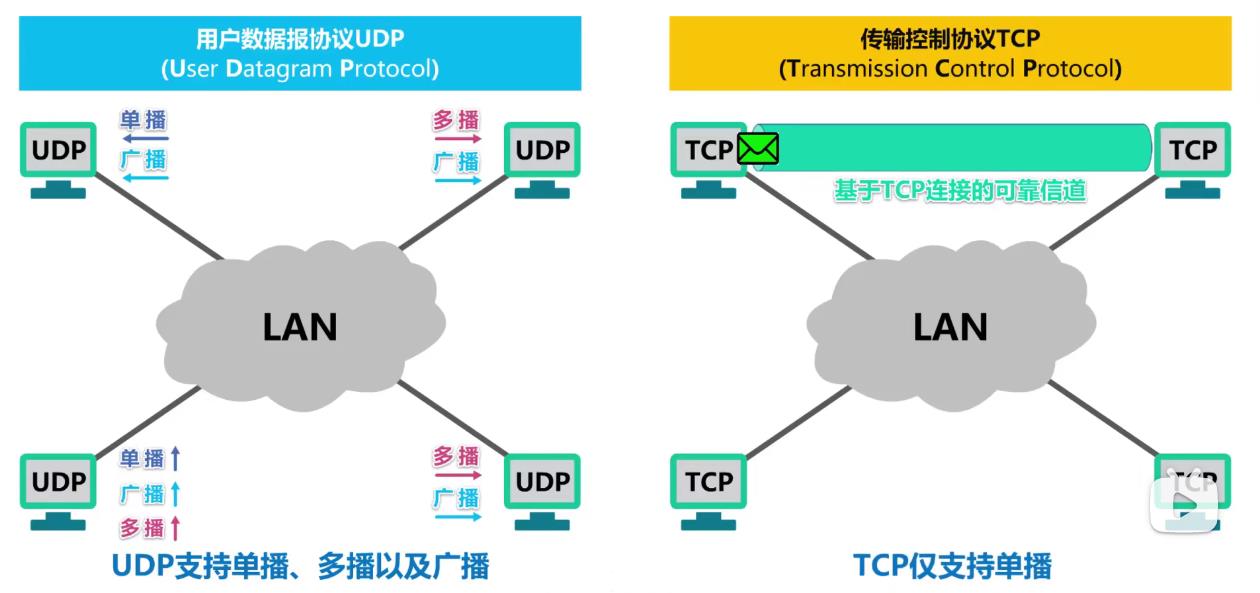 用户数据报协议UDP
(User Datagram Protocol)
UDP
单播
广播
多播
广播
UDP
LAN
UDP
单播
广播
多播
多播
广播
UDP
UDP支持单播、多播以及广播
传输控制协议TCP
(Transmission Control Protocol)
TCP
TCP
基于TCP连接的可靠信道
LAN
TCP
TCP
TCP仅支持单播